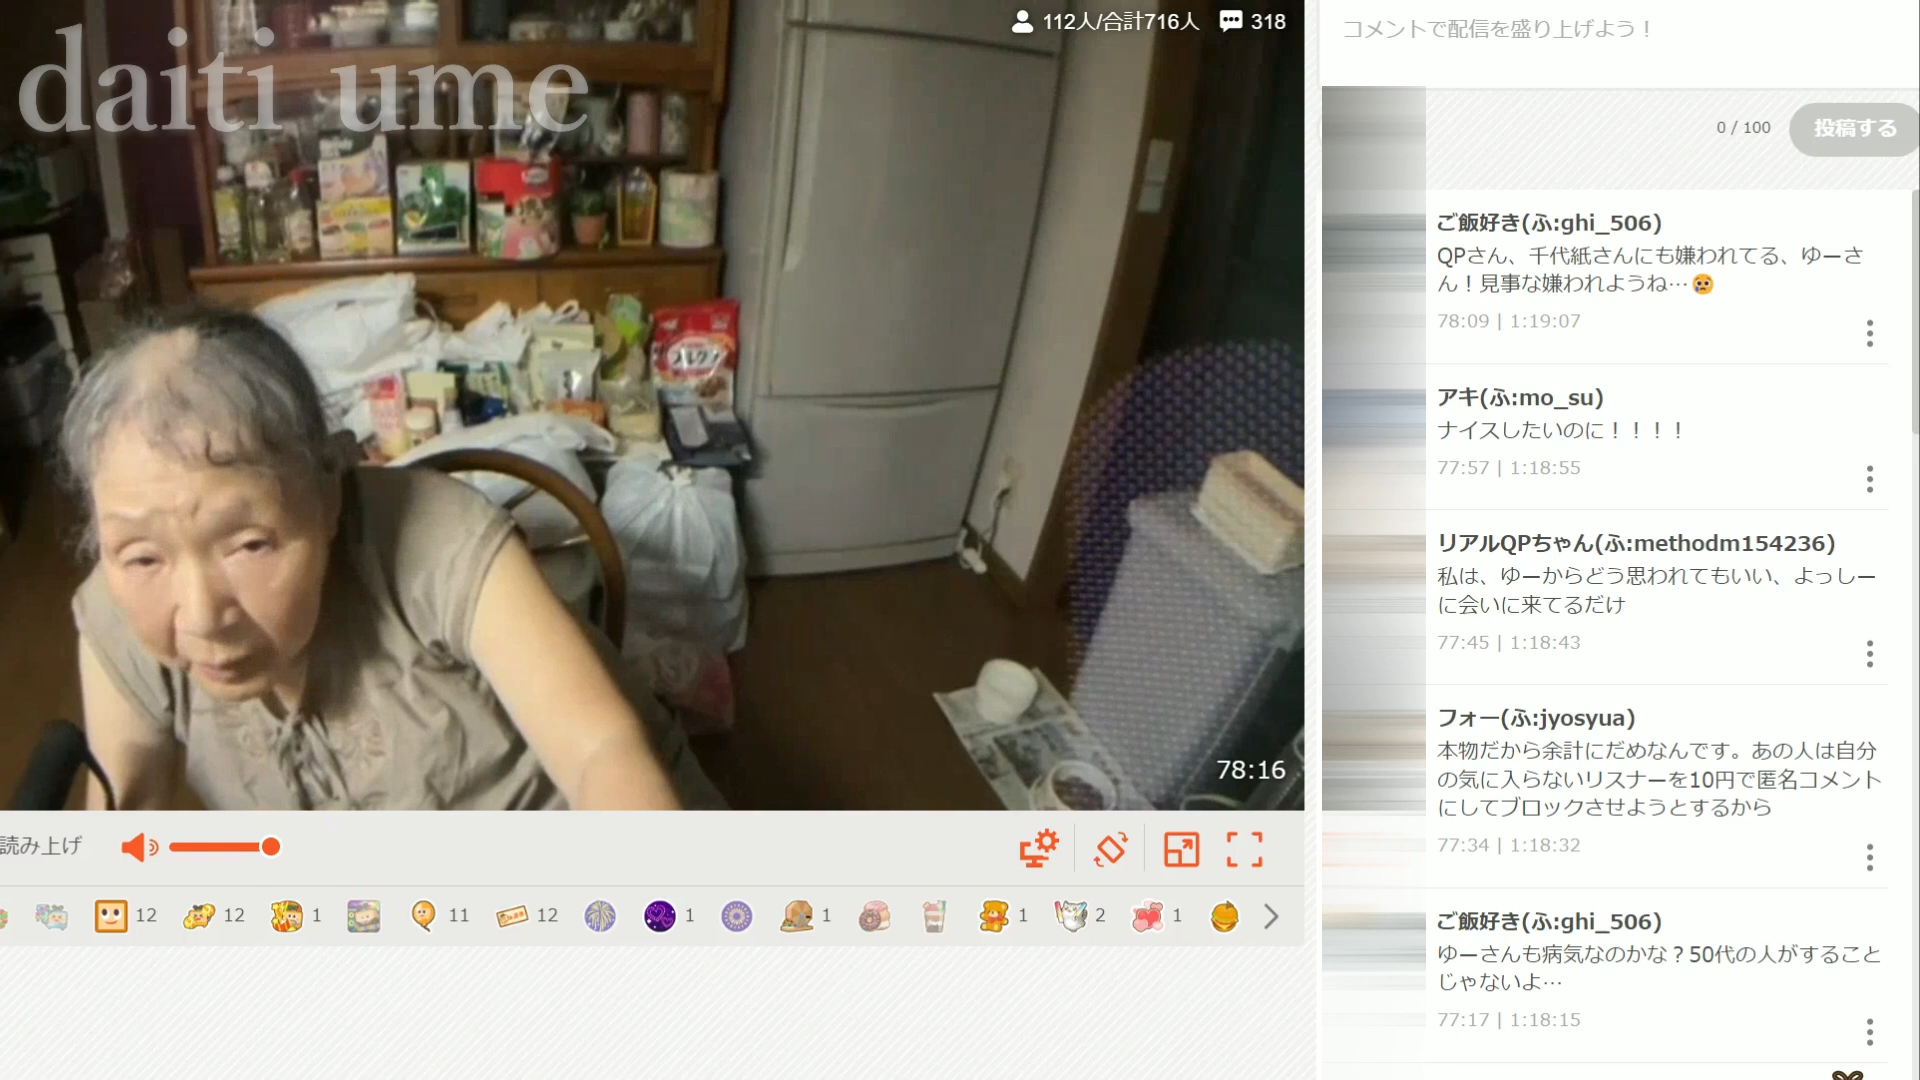 daiti ume
112人/合計716人 318
フルグラ
78:16
読み上げ
12 12 1 11 12 1 1 1 2 1
コメントで配信を盛り上げよう！
0 / 100 投稿する
ご飯好き(ふ:ghi_506)
QPさん、千代紙さんにも嫌われてる、ゆーさ
ん！見事な嫌われようね…😢
78:09 | 1:19:07
アキ(ふ:mo_su)
ナイスしたいのに！！！！
77:57 | 1:18:55
リアルQPちゃん(ふ:methodm154236)
私は、ゆーからどう思われてもいい、よっしー
に会いに来てるだけ
77:45 | 1:18:43
フォー(ふ:jyosyua)
本物だから余計にだめなんです。あの人は自分
の気に入らないリスナーを10円で匿名コメント
にしてブロックさせようとするから
77:34 | 1:18:32
ご飯好き(ふ:ghi_506)
ゆーさんも病気なのかな？50代の人がすること
じゃないよ…
77:17 | 1:18:15